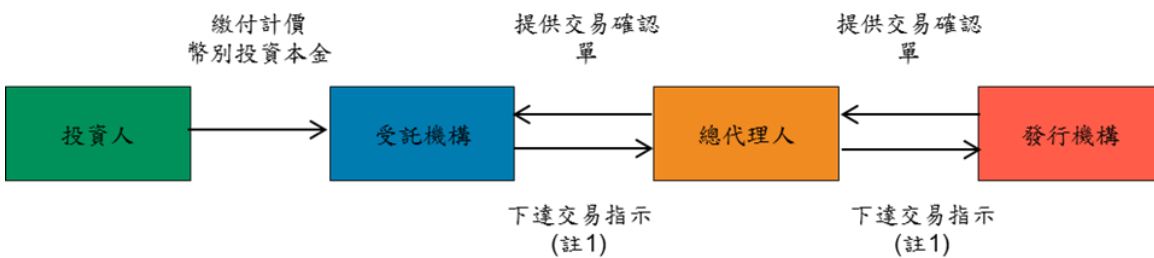 繳付計價
幣別投資本金
提供交易確認
單
提供交易確認
單
投資人
受託機構
總代理人
發行機構
下達交易指示
(註1)
下達交易指示
(註1)